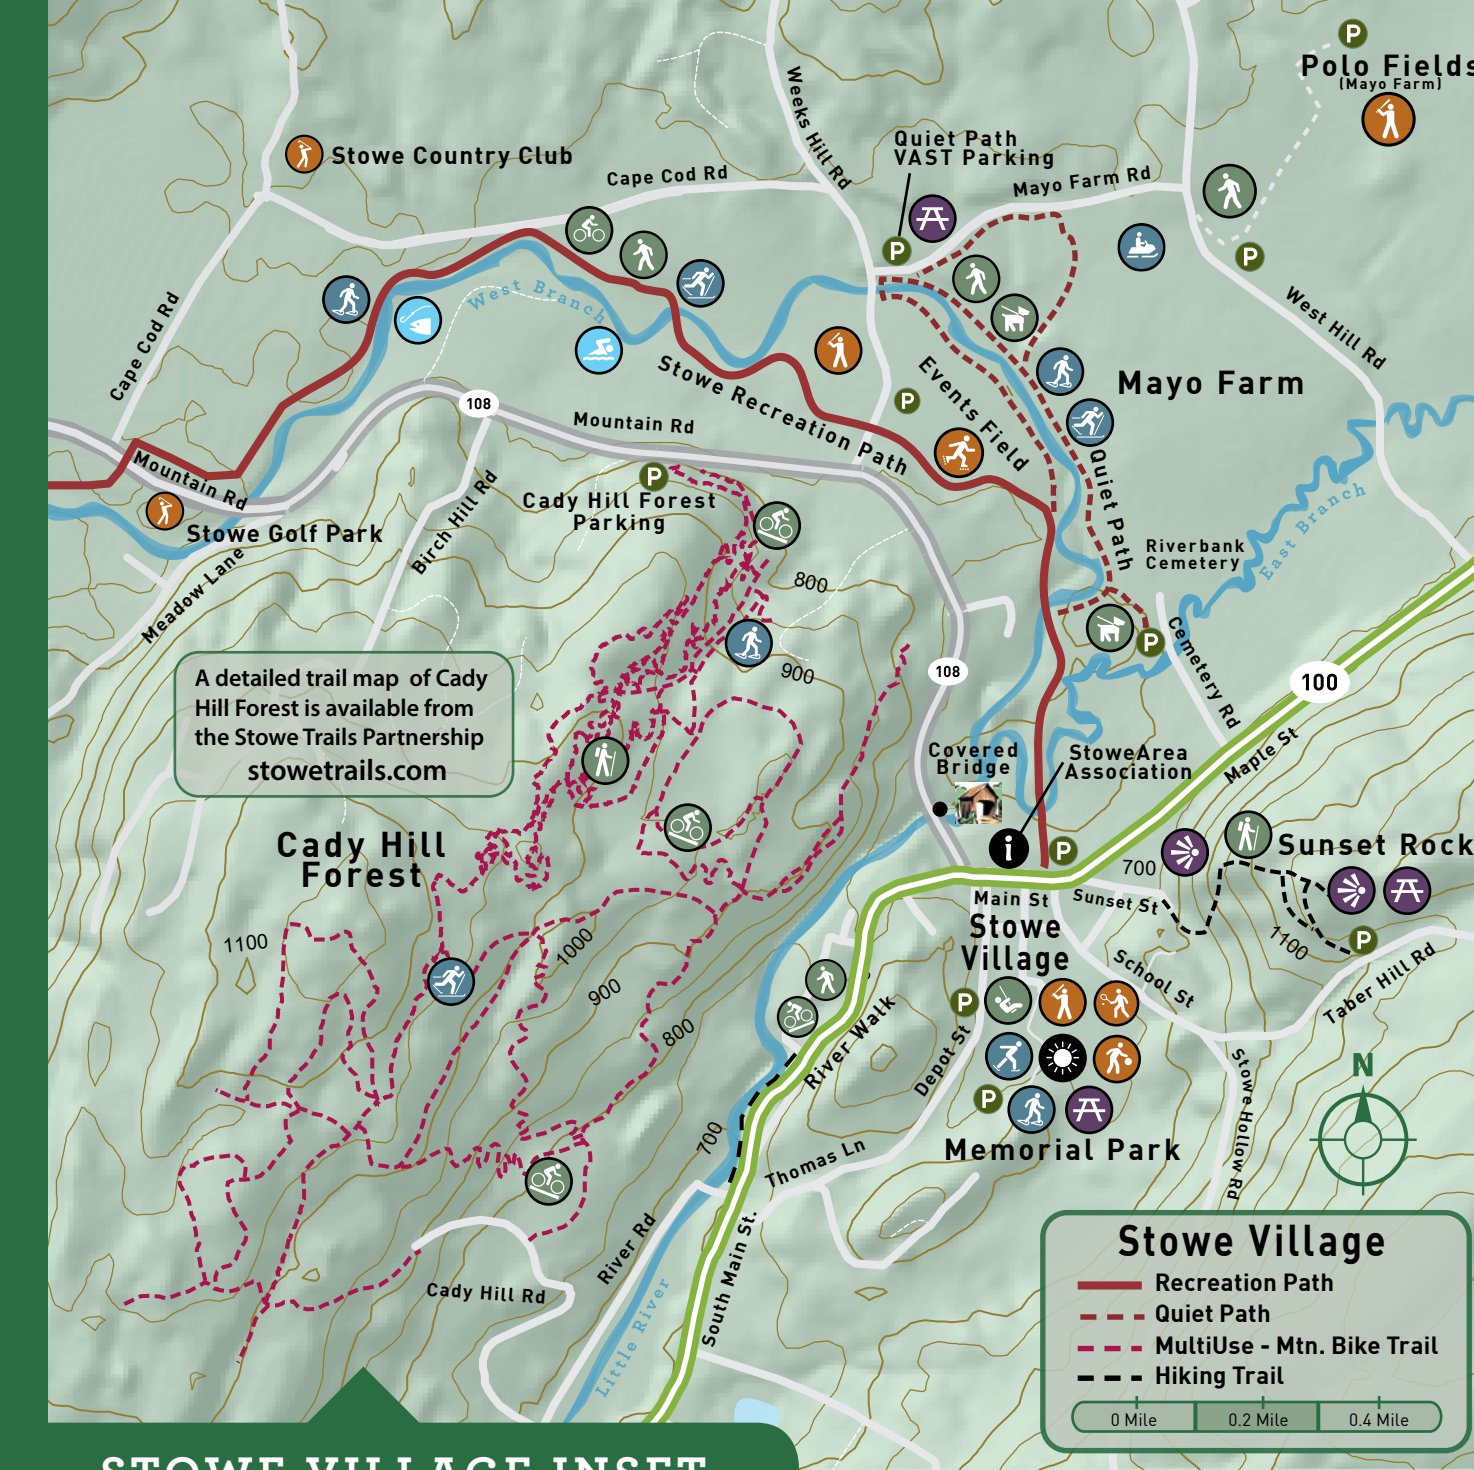 P
Polo Fields
(Mayo Farm)
Stowe Country Club
Weeks Hill Rd
Quiet Path
VAST Parking
Cape Cod Rd
Mayo Farm Rd
P
P
West Branch
West Hill Rd
Cape Cod Rd
Stowe Recreation Path
Events Field
Mayo Farm
P
108
Mountain Rd
Mountain Rd
P
Cady Hill Forest
Parking
Stowe Golf Park
Birch Hill Rd
Meadow Lane
Quiet Path
East Branch
Riverbank
Cemetery
800
P
Cemetery Rd
900
108
100
A detailed trail map of Cady
Hill Forest is available from
the Stowe Trails Partnership
stowetrails.com
Covered
Bridge
StoweArea
Association
Maple St
Cady Hill
Forest
i
P
700
Sunset Rock
Main St
Sunset St
Stowe
Village
1100
1000
1100
P
School St
Taber Hill Rd
900
800
P
River Walk
Depot St
Stowe Hollow Rd
N
P
700
Memorial Park
Thomas Ln
River Rd
Cady Hill Rd
South Main St.
Little River
Stowe Village
Recreation Path
Quiet Path
MultiUse - Mtn. Bike Trail
Hiking Trail
0 Mile
0.2 Mile
0.4 Mile
STOWE VILLAGE INSET